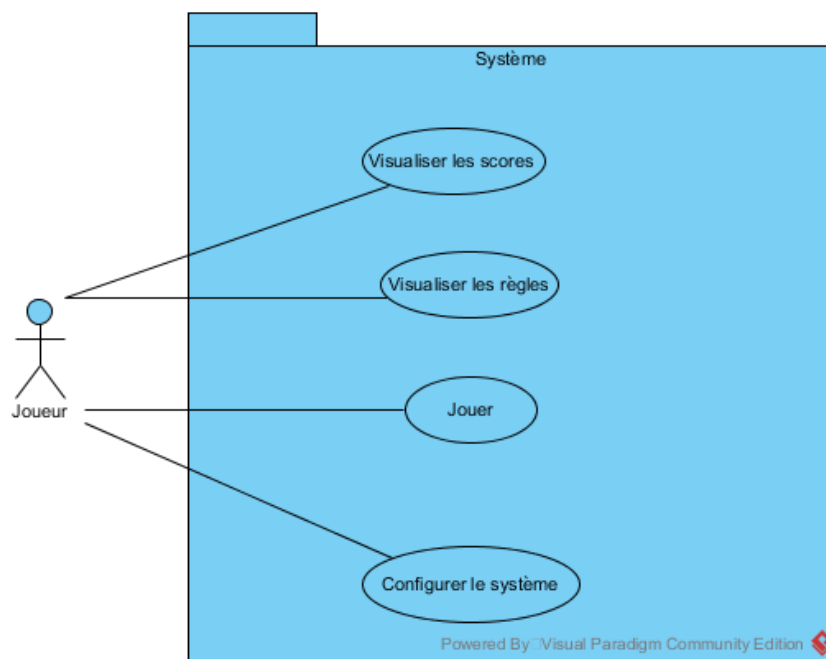 Système
Visualiser les scores
Visualiser les règles
Joueur
Jouer
Configurer le système
Powered By Visual Paradigm Community Edition